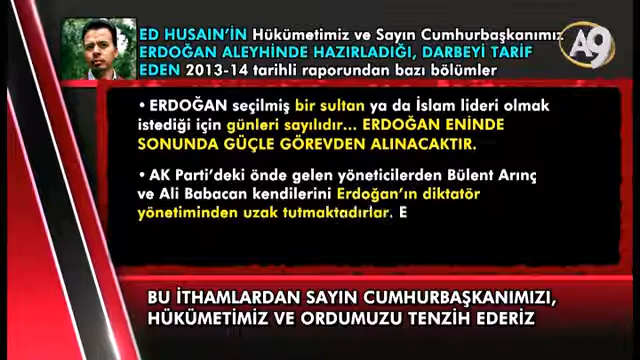 ED HUSAIN’İN Hükümetimiz ve Sayın Cumhurbaşkanımız
ERDOĞAN ALEYHİNDE HAZIRLADIĞI, DARBEYİ TARİF
EDEN 2013-14 tarihli raporundan bazı bölümler
A9
• ERDOĞAN seçilmiş bir sultan ya da İslam lideri olmak
istediği için günleri sayılıdır... ERDOĞAN ENİNDE
SONUNDA GÜÇLE GÖREVDEN ALINACAKTIR.
• AK Parti’deki önde gelen yöneticilerden Bülent Arınç
ve Ali Babacan kendilerini Erdoğan’ın diktatör
yönetiminden uzak tutmaktadırlar. E
BU İTHAMLARDAN SAYIN CUMHURBAŞKANIMIZI,
HÜKÜMETİMİZ VE ORDUMUZU TENZİH EDERİZ